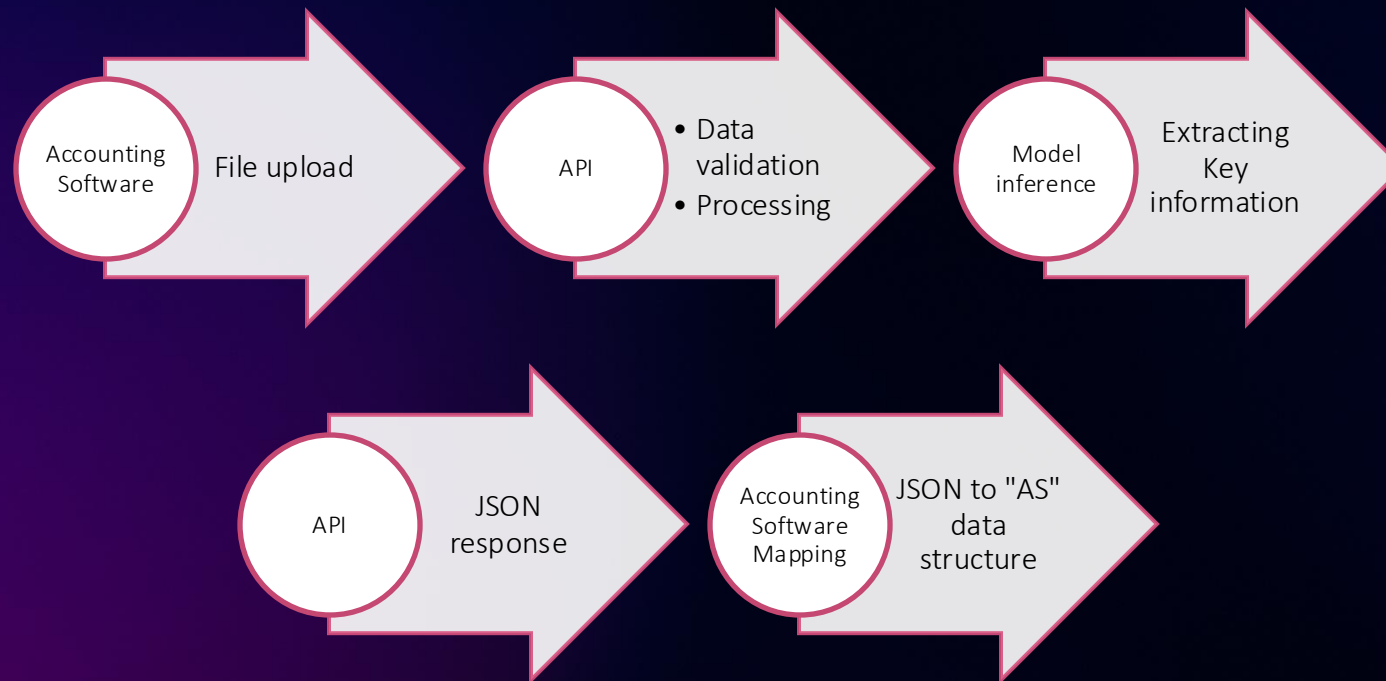 Accounting
Software
File upload
API
• Data
validation
• Processing
Model
inference
Extracting
Key
information
API
JSON
response
Accounting
Software
Mapping
JSON to "AS"
data
structure